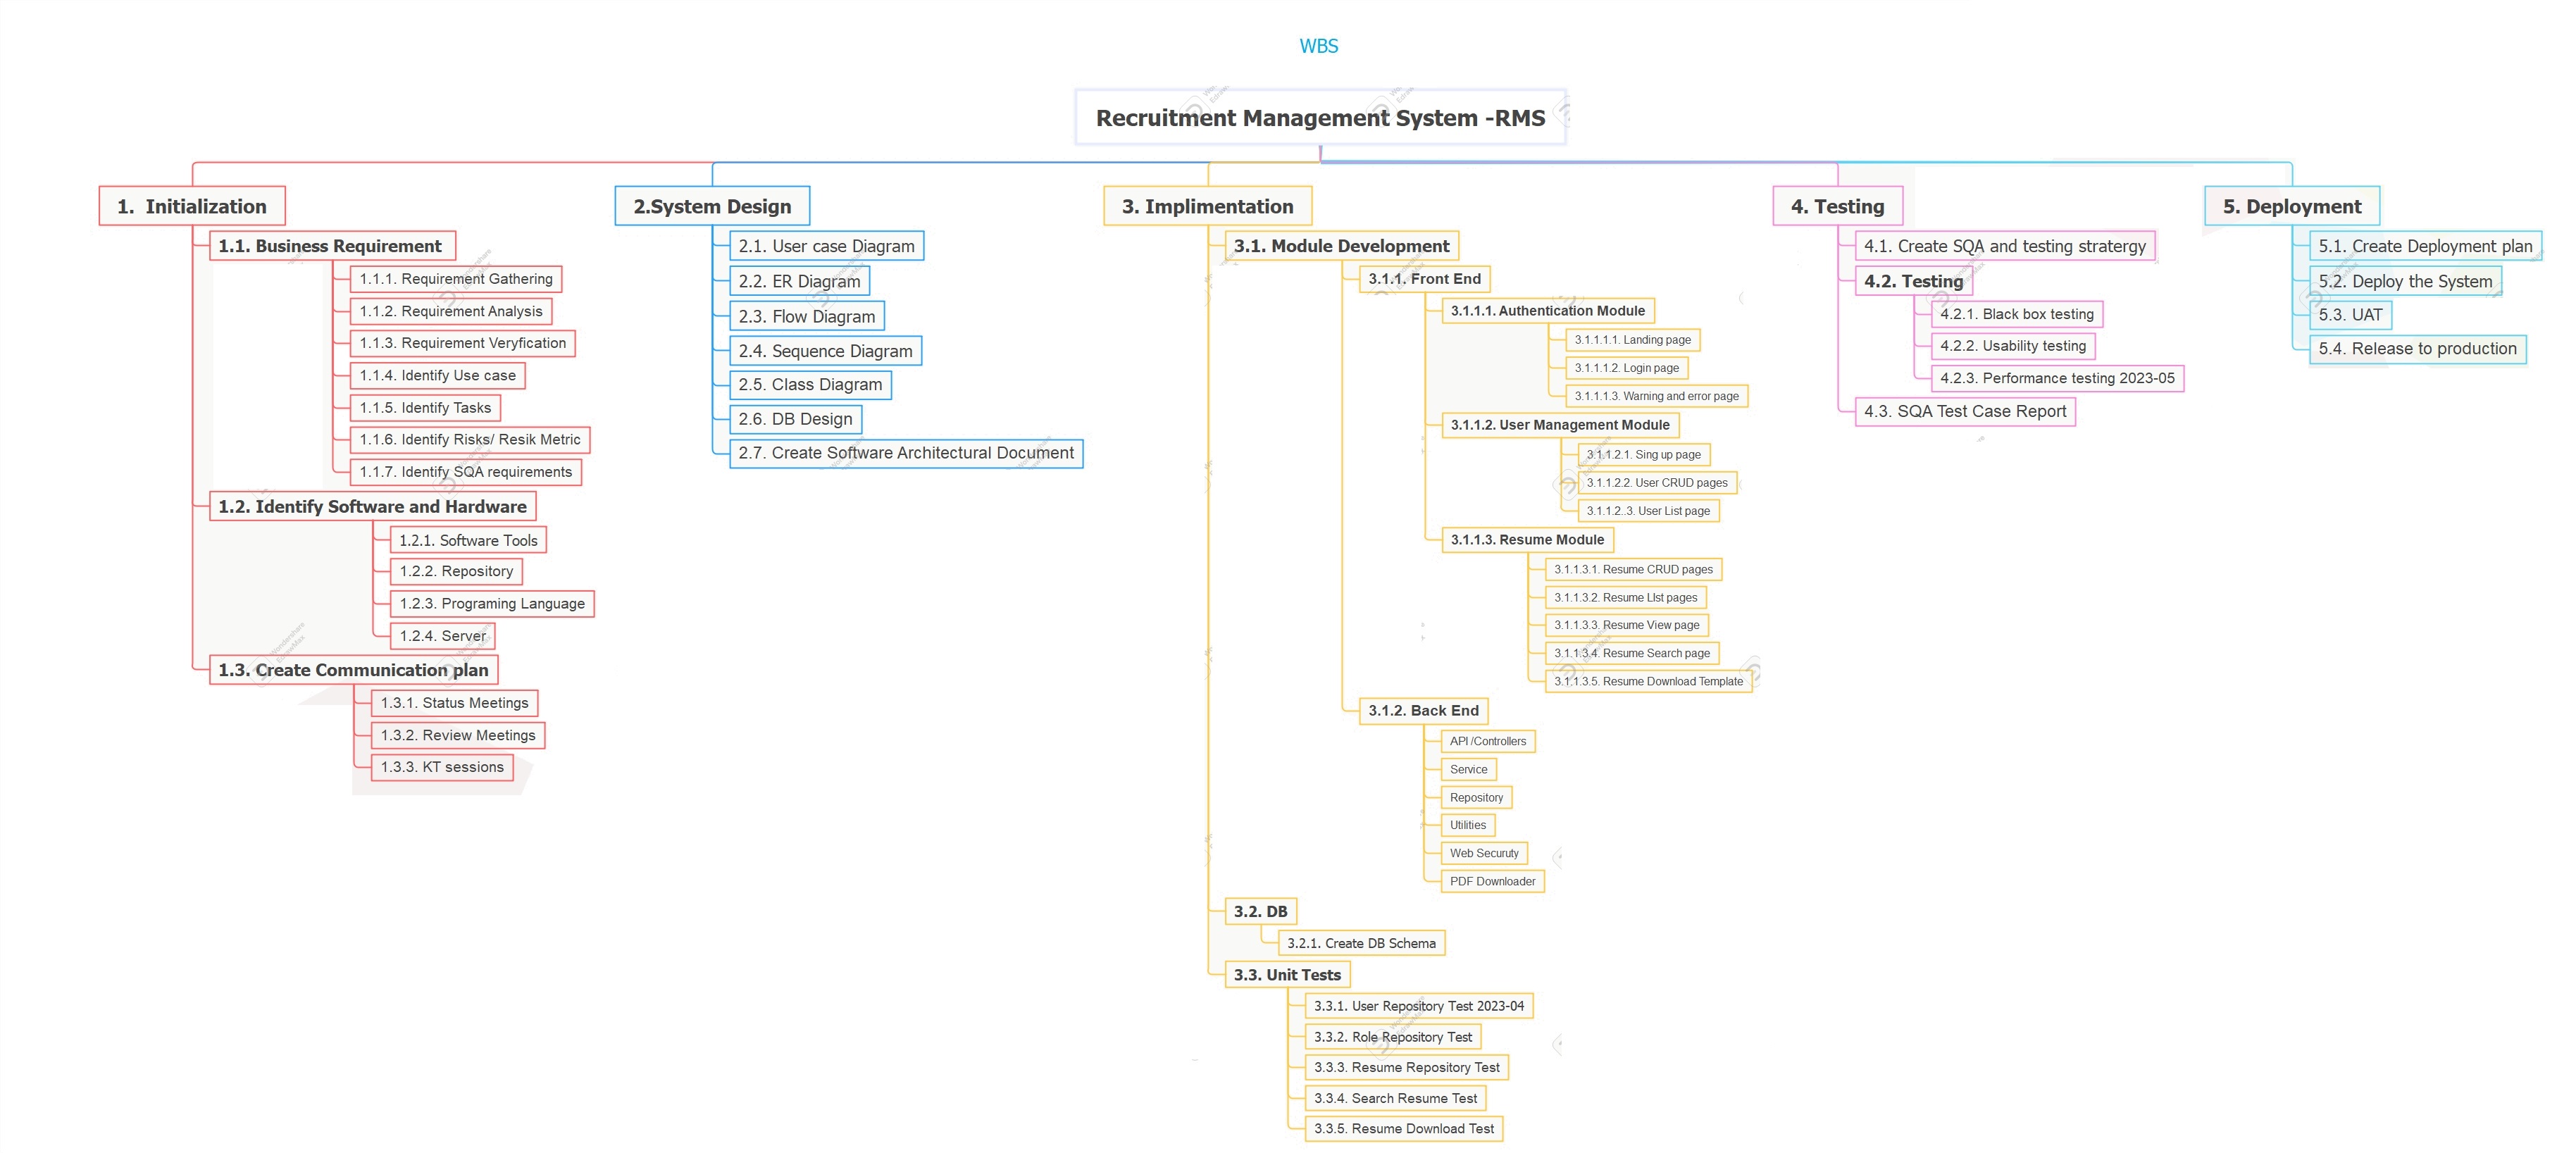 WBS
Recruitment Management System -RMS
1. Initialization
1.1. Business Requirement
1.1.1. Requirement Gathering
1.1.2. Requirement Analysis
1.1.3. Requirement Veryfication
1.1.4. Identify Use case
1.1.5. Identify Tasks
1.1.6. Identify Risks/ Resik Metric
1.1.7. Identify SQA requirements
1.2. Identify Software and Hardware
1.2.1. Software Tools
1.2.2. Repository
1.2.3. Programing Language
1.2.4. Server
1.3. Create Communication plan
1.3.1. Status Meetings
1.3.2. Review Meetings
1.3.3. KT sessions
2.System Design
2.1. User case Diagram
2.2. ER Diagram
2.3. Flow Diagram
2.4. Sequence Diagram
2.5. Class Diagram
2.6. DB Design
2.7. Create Software Architectural Document
3. Implimentation
3.1. Module Development
3.1.1. Front End
3.1.1.1. Authentication Module
3.1.1.1.1. Landing page
3.1.1.1.2. Login page
3.1.1.1.3. Warning and error page
3.1.1.2. User Management Module
3.1.1.2.1. Sing up page
3.1.1.2.2. User CRUD pages
3.1.1.2..3. User List page
3.1.1.3. Resume Module
3.1.1.3.1. Resume CRUD pages
3.1.1.3.2. Resume LIst pages
3.1.1.3.3. Resume View page
3.1.1.3.4. Resume Search page
3.1.1.3.5. Resume Download Template
3.1.2. Back End
API /Controllers
Service
Repository
Utilities
Web Securuty
PDF Downloader
3.2. DB
3.2.1. Create DB Schema
3.3. Unit Tests
3.3.1. User Repository Test 2023-04
3.3.2. Role Repository Test
3.3.3. Resume Repository Test
3.3.4. Search Resume Test
3.3.5. Resume Download Test
4. Testing
4.1. Create SQA and testing stratergy
4.2. Testing
4.2.1. Black box testing
4.2.2. Usability testing
4.2.3. Performance testing 2023-05
4.3. SQA Test Case Report
5. Deployment
5.1. Create Deployment plan
5.2. Deploy the System
5.3. UAT
5.4. Release to production